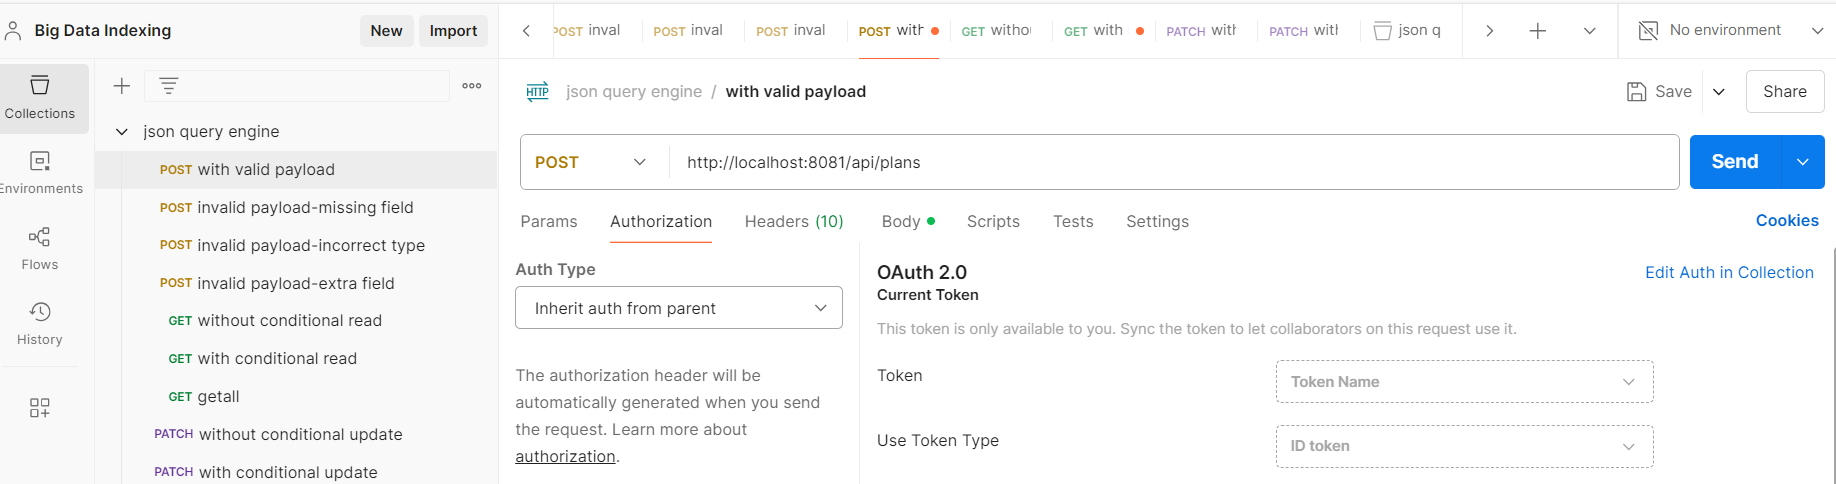 Big Data Indexing
New
Import
POST inval
POST inval
POST inval
POST with
GET withou
GET with
PATCH with
PATCH with
json q
No environment
Collections
Environments
Flows
History
json query engine
POST with valid payload
POST invalid payload-missing field
POST invalid payload-incorrect type
POST invalid payload-extra field
GET without conditional read
GET with conditional read
GET getall
PATCH without conditional update
PATCH with conditional update
HTTP json query engine / with valid payload
Save
Share
POST http://localhost:8081/api/plans
Send
Params Authorization Headers (10) Body Scripts Tests Settings
Cookies
Auth Type
Inherit auth from parent
The authorization header will be
automatically generated when you send
the request. Learn more about
authorization.
OAuth 2.0
Edit Auth in Collection
Current Token
This token is only available to you. Sync the token to let collaborators on this request use it.
Token
Token Name
Use Token Type
ID token